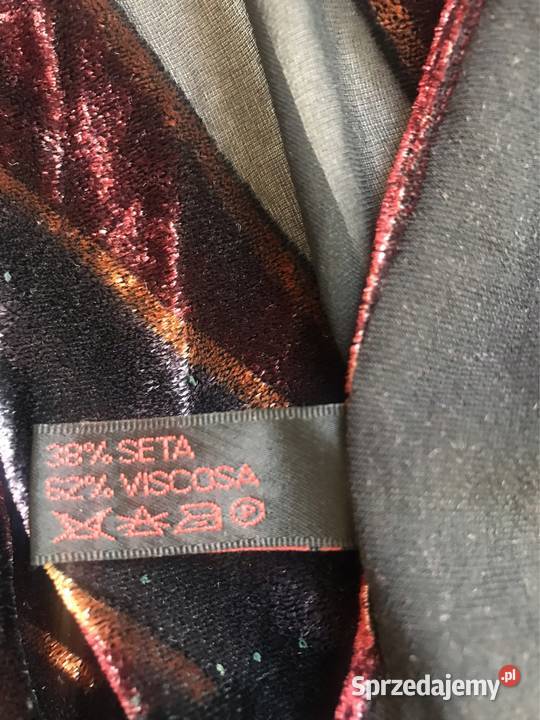 38% SETA
62% VISCOSA
P
Sprzedajemy.pl